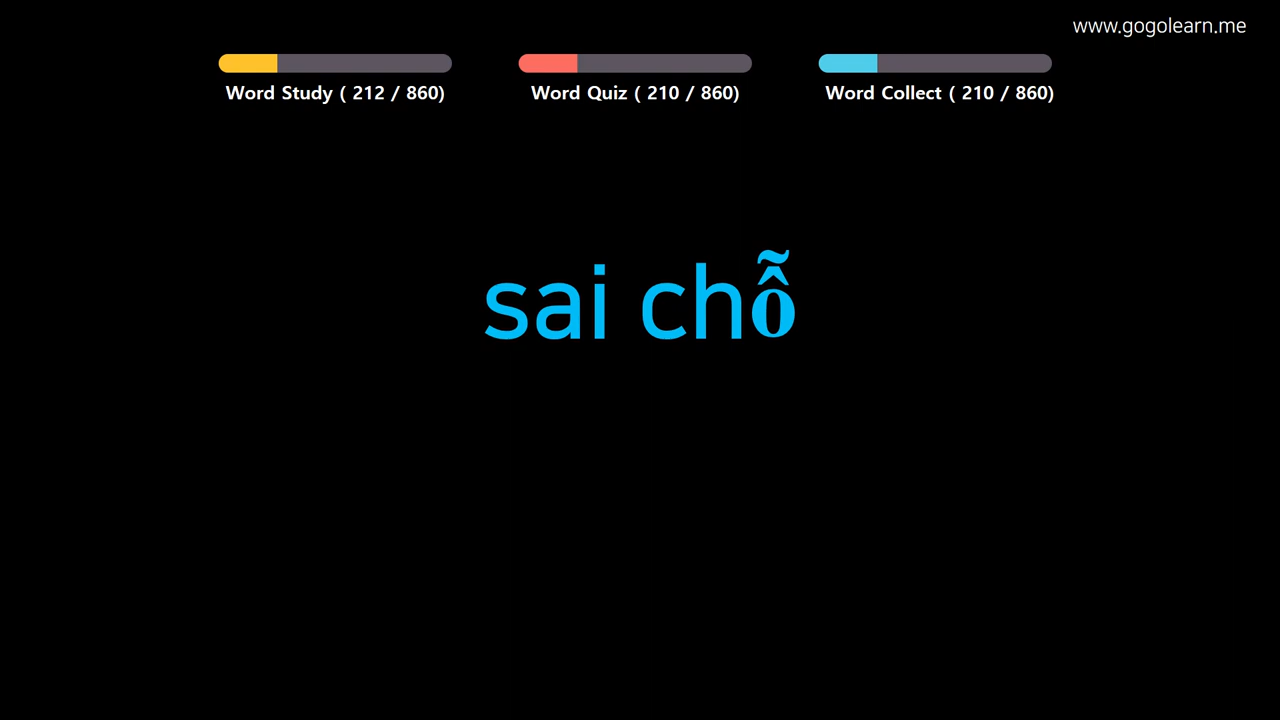 www.gogolearn.me
Word Study ( 212 / 860)
Word Quiz ( 210 / 860)
Word Collect ( 210 / 860)
sai chỗ